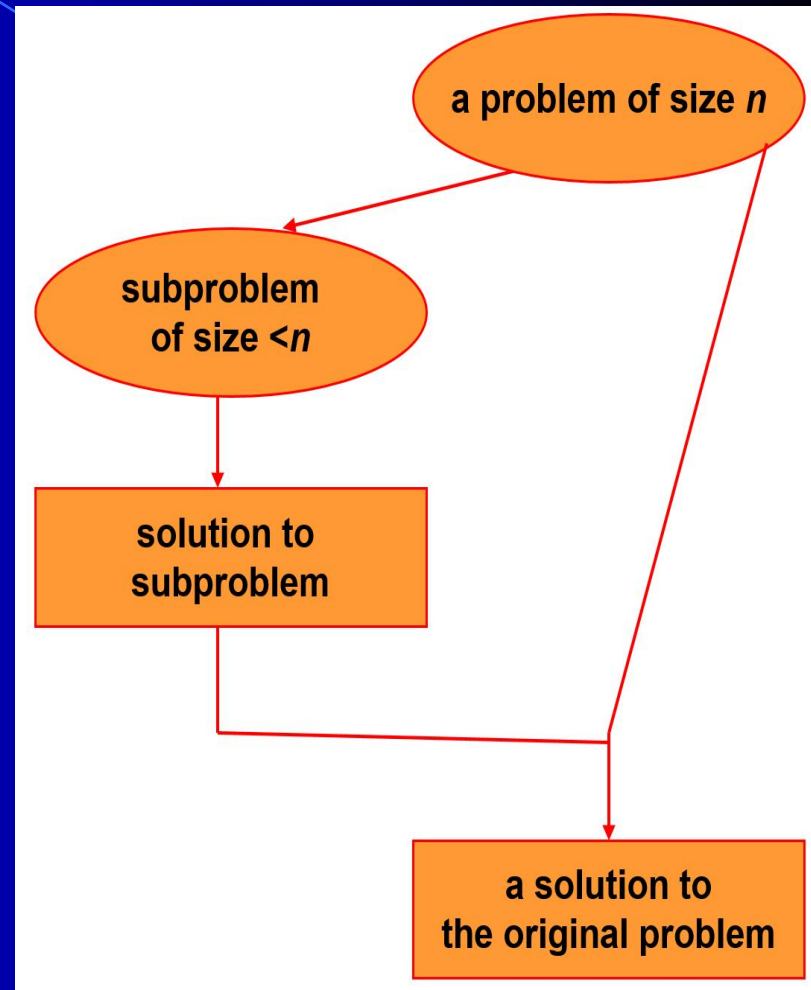 a problem of size n
subproblem
of size <n
solution to
subproblem
a solution to
the original problem